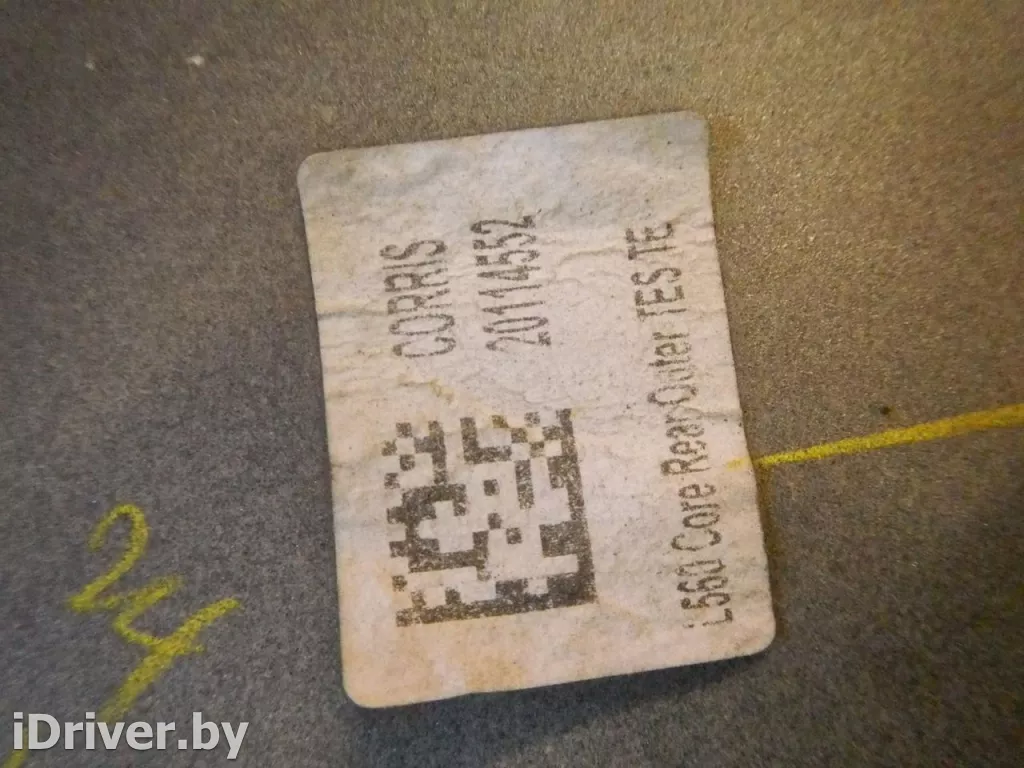 CORRIS
20114552
L560 Core Rear Outer TES TE
24
iDriver.by